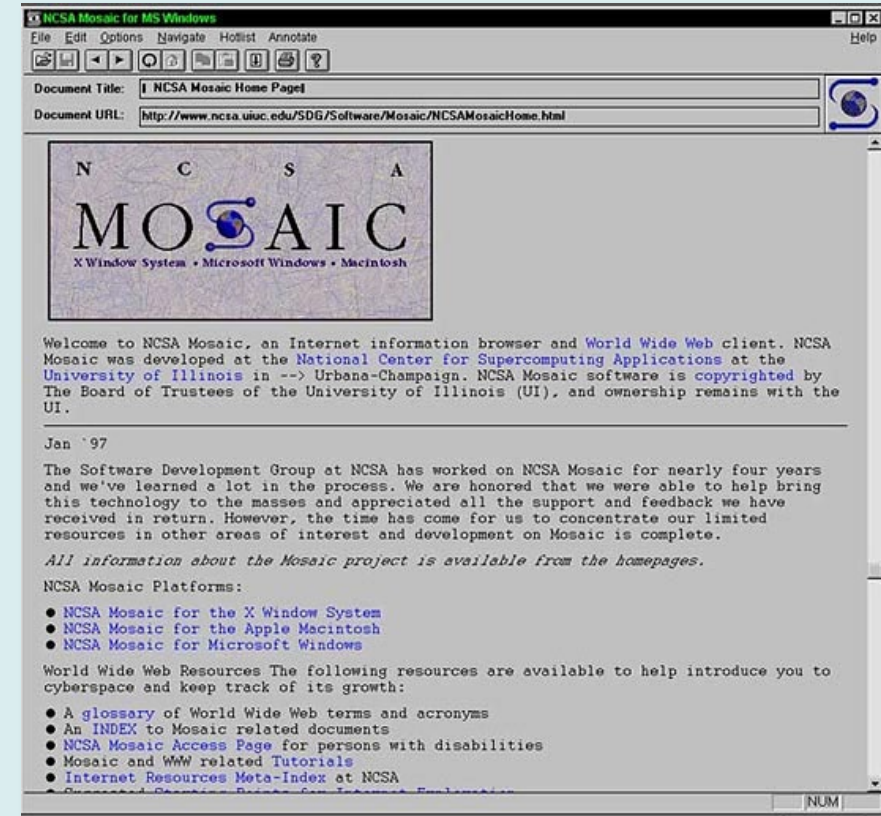 NCSA Mosaic for MS Windows
File Edit Options Navigate Hotlist Annotate Help
Document Title: NCSA Mosaic Home Page
Document URL: http://www.ncsa.uiuc.edu/SDG/Software/Mosaic/NCSAMosaicHome.html
N C S A
MOSAIC
X Window System • Microsoft Windows • Macintosh
Welcome to NCSA Mosaic, an Internet information browser and World Wide Web client. NCSA
Mosaic was developed at the National Center for Supercomputing Applications at the
University of Illinois in --> Urbana-Champaign. NCSA Mosaic software is copyrighted by
The Board of Trustees of the University of Illinois (UI), and ownership remains with the
UI.
Jan `97
The Software Development Group at NCSA has worked on NCSA Mosaic for nearly four years
and we've learned a lot in the process. We are honored that we were able to help bring
this technology to the masses and appreciated all the support and feedback we have
received in return. However, the time has come for us to concentrate our limited
resources in other areas of interest and development on Mosaic is complete.
All information about the Mosaic project is available from the homepages.
NCSA Mosaic Platforms:
● NCSA Mosaic for the X Window System
● NCSA Mosaic for the Apple Macintosh
● NCSA Mosaic for Microsoft Windows
World Wide Web Resources The following resources are available to help introduce you to
cyberspace and keep track of its growth:
● A glossary of World Wide Web terms and acronyms
● An INDEX to Mosaic related documents
● NCSA Mosaic Access Page for persons with disabilities
● Mosaic and WWW related Tutorials
● Internet Resources Meta-Index at NCSA
NUM